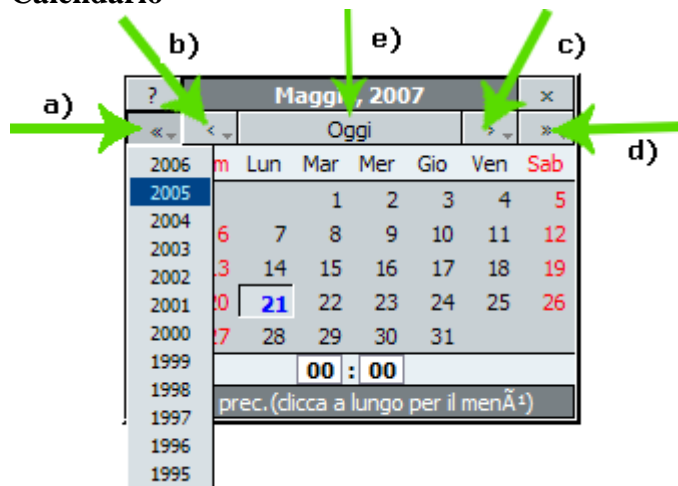 Calendario
b) e) c)
a) d)
? Maggi , 2007 ×
« < Oggi > »
m Lun Mar Mer Gio Ven Sab
1 2 3 4 5
6 7 8 9 10 11 12
13 14 15 16 17 18 19
20 21 22 23 24 25 26
27 28 29 30 31
00 : 00
prec.(clicca a lungo per il menÃ¹)
2006
2005
2004
2003
2002
2001
2000
1999
1998
1997
1996
1995